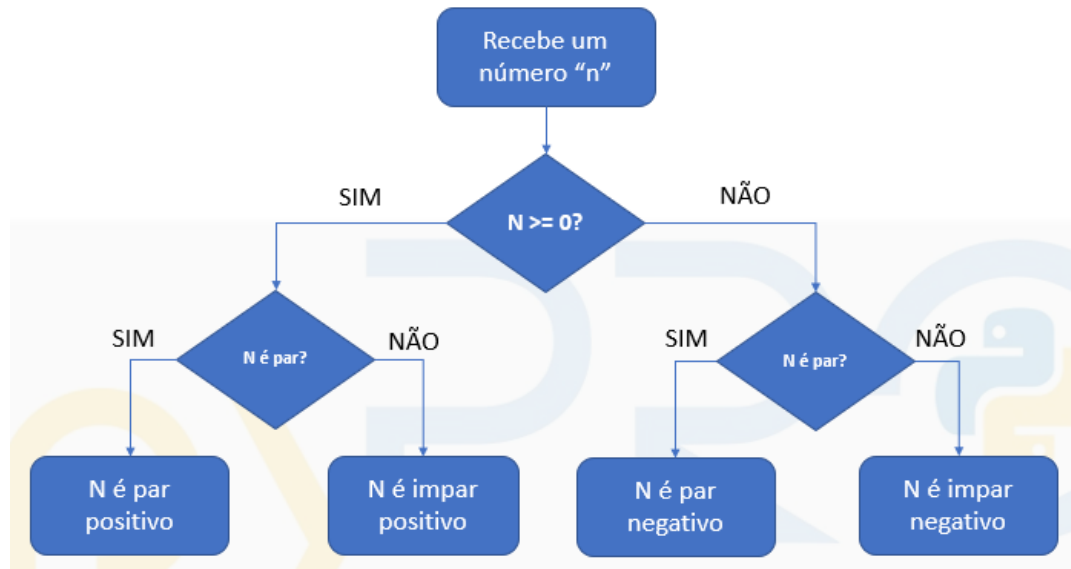 Recebe um
número “n”
SIM
NÃO
N >= 0?
SIM
N é par?
NÃO
SIM
N é par?
NÃO
N é par
positivo
N é impar
positivo
N é par
negativo
N é impar
negativo